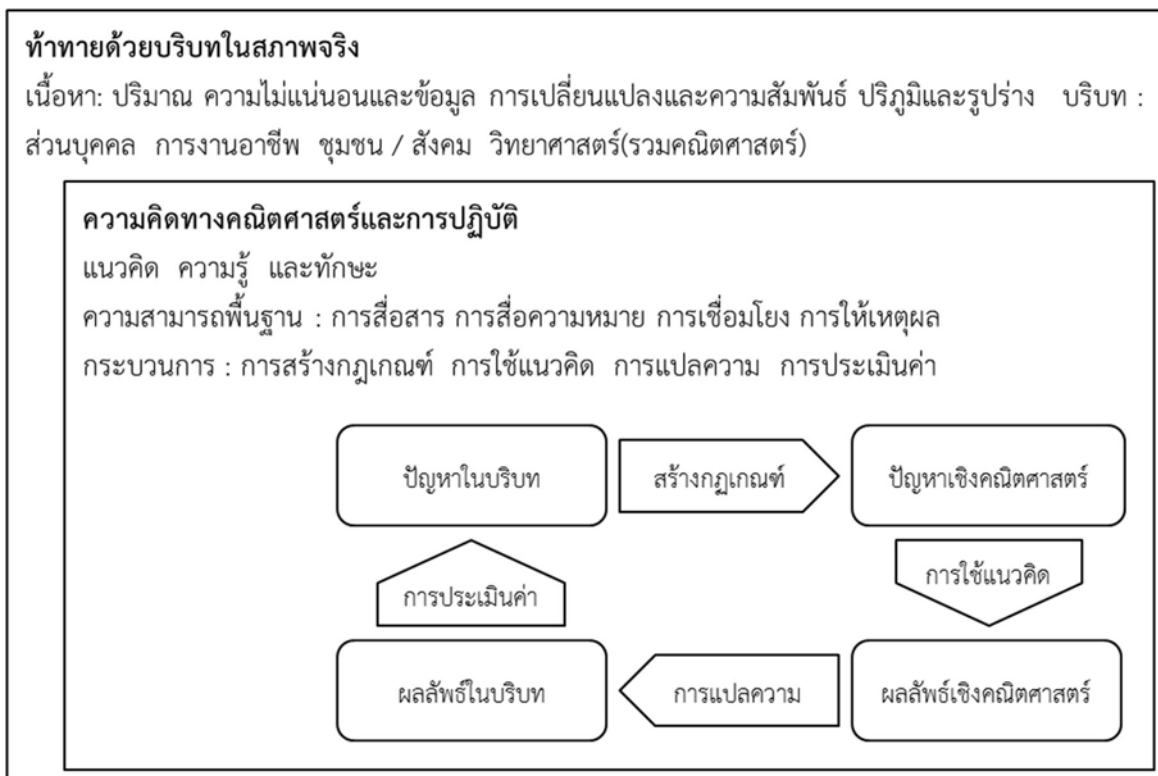 ท้าทายด้วยบริบทในสภาพจริง
เนื้อหา: ปริมาณ ความไม่แน่นอนและข้อมูล การเปลี่ยนแปลงและความสัมพันธ์ ปริภูมิและรูปร่าง บริบท :
ส่วนบุคคล การงานอาชีพ ชุมชน / สังคม วิทยาศาสตร์(รวมคณิตศาสตร์)
ความคิดทางคณิตศาสตร์และการปฏิบัติ
แนวคิด ความรู้ และทักษะ
ความสามารถพื้นฐาน : การสื่อสาร การสื่อความหมาย การเชื่อมโยง การให้เหตุผล
กระบวนการ : การสร้างกฎเกณฑ์ การใช้แนวคิด การแปลความ การประเมินค่า
ปัญหาในบริบท
สร้างกฏเกณฑ์
ปัญหาเชิงคณิตศาสตร์
การใช้แนวคิด
การประเมินค่า
ผลลัพธ์ในบริบท
การแปลความ
ผลลัพธ์เชิงคณิตศาสตร์